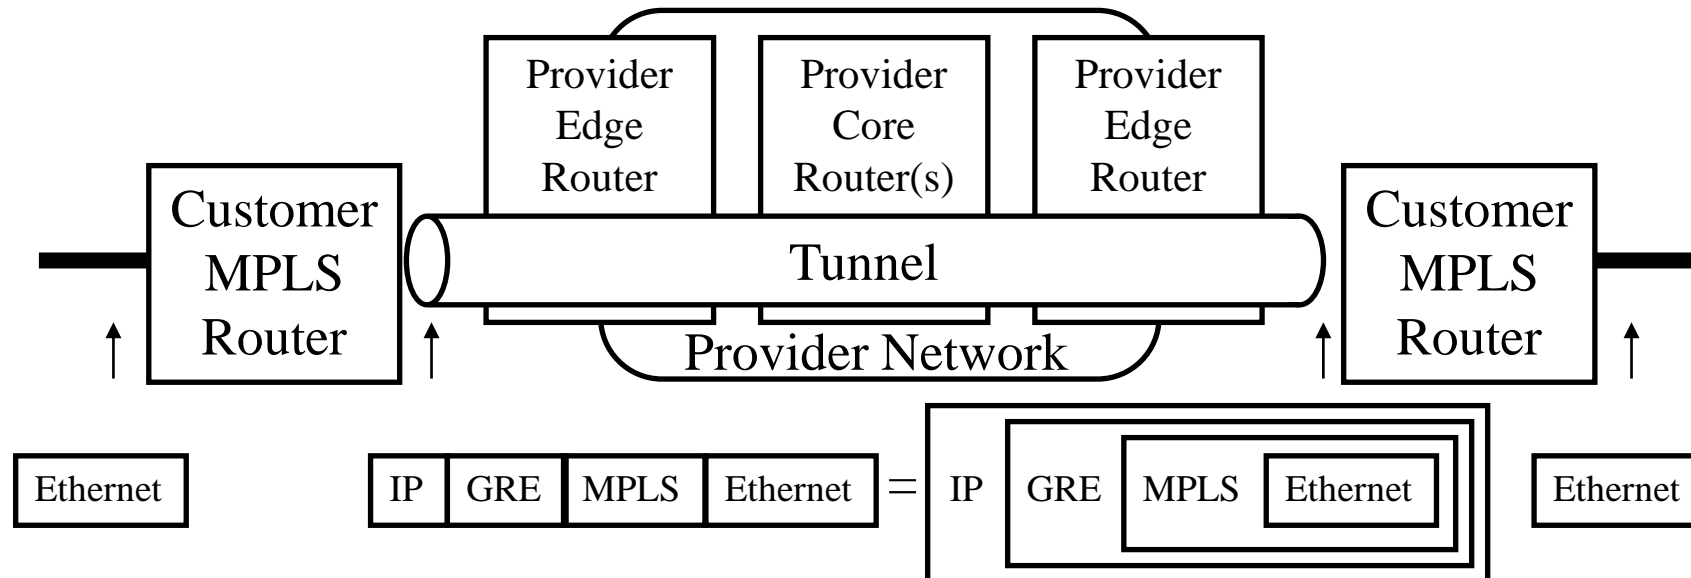 Provider
Edge
Router
Provider
Core
Router(s)
Provider
Edge
Router
Customer
MPLS
Router
Tunnel
Customer
MPLS
Router
Provider Network
Ethernet
IP GRE MPLS Ethernet = IP GRE MPLS Ethernet
Ethernet